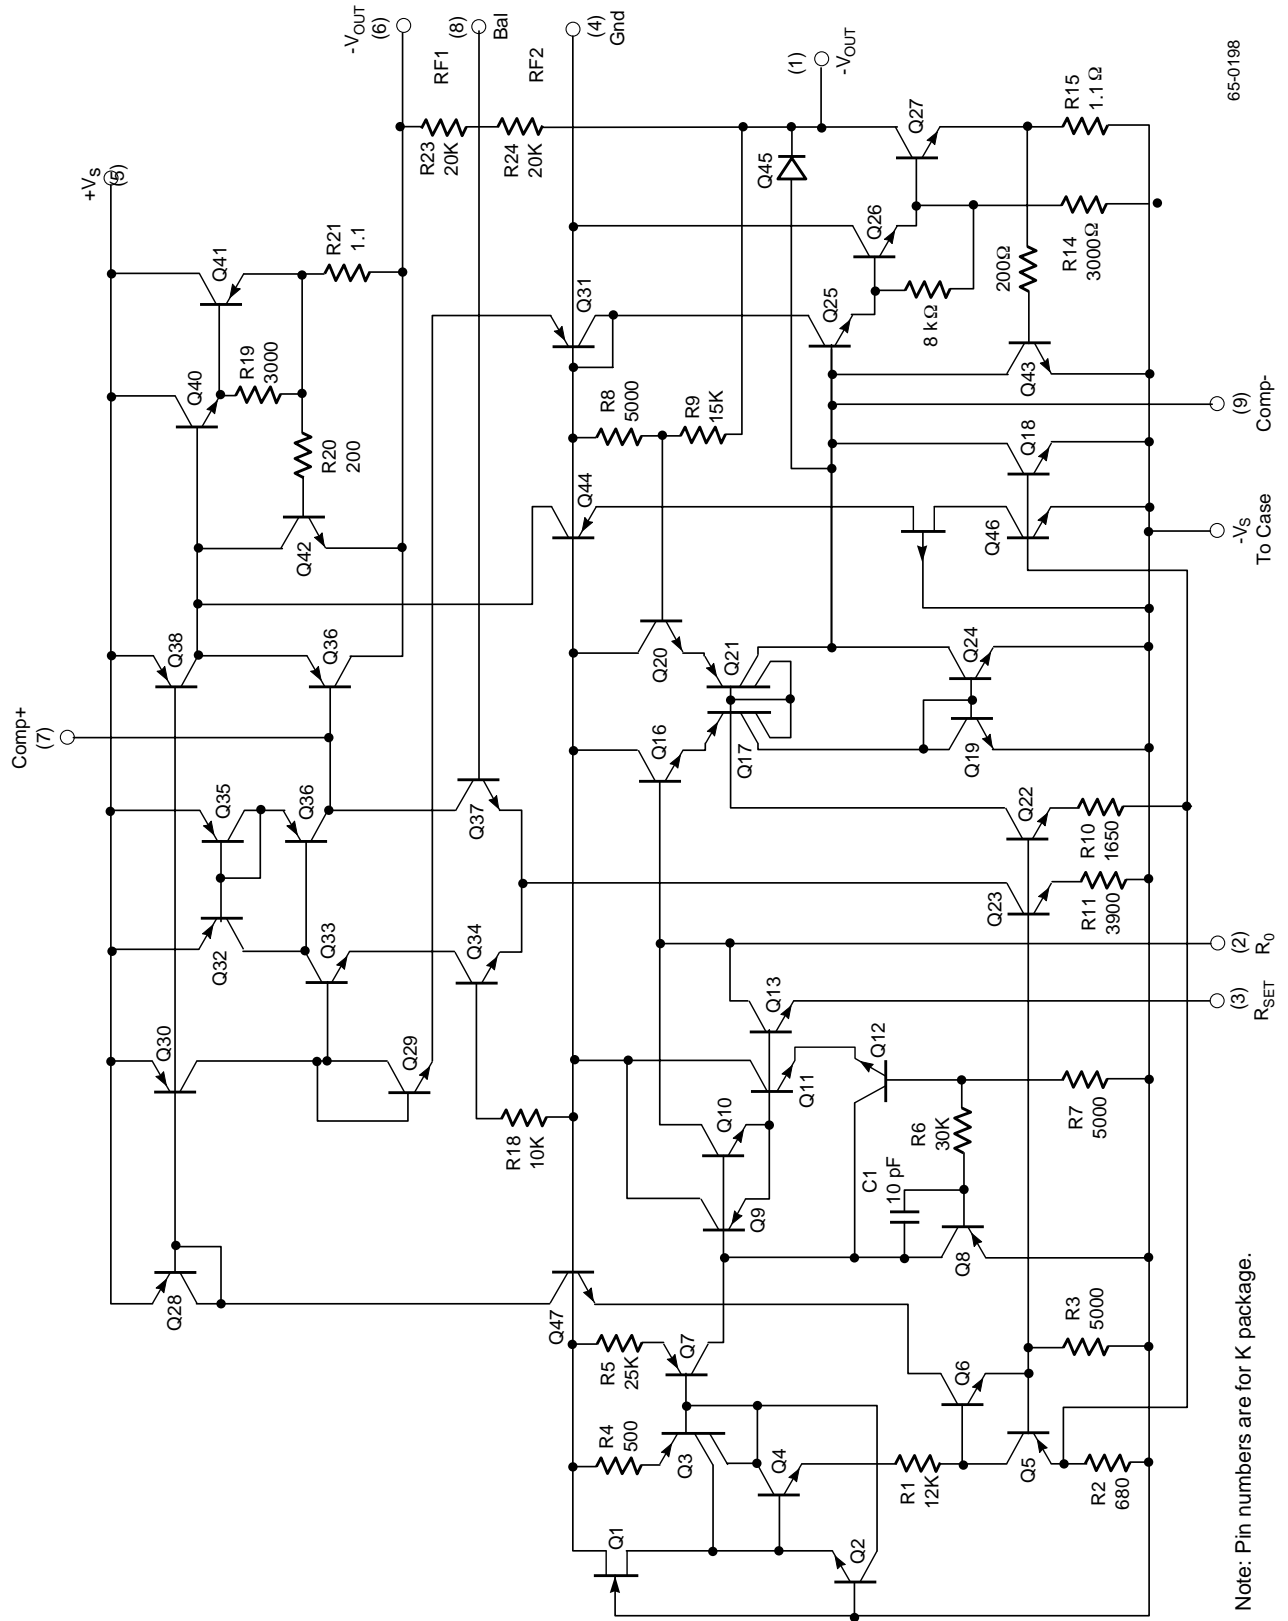 +VS
(5)
-VOUT
(6)
(8)
Bal
(4)
Gnd
RF1
RF2
R23
20K
R24
20K
(1)
-VOUT
Q41
R21
1.1
Q40
R19
3000
R20
200
Q42
Q31
Q45
Q27
R15
1.1 Ω
65-0198
Q26
Q25
8 kΩ
200Ω
R14
3000Ω
Q43
R8
5000
R9
15K
(9)
Comp-
Q18
Q44
Q46
-VS
To Case
Q38
Q36
Comp+
(7)
Q20
Q21
Q24
Q16
Q17
Q19
Q35
Q36
Q37
Q22
R10
1650
Q32
Q33
Q34
Q23
R11
3900
(2)
R0
(3)
RSET
Q30
Q29
Q13
Q12
Q11
Q10
R18
10K
R6
30K
R7
5000
C1
10 pF
Q9
Q8
Q28
Q47
R5
25K
Q7
R3
5000
Q6
R4
500
Q3
Q4
R1
12K
Q5
R2
680
Q1
Q2
Note: Pin numbers are for K package.